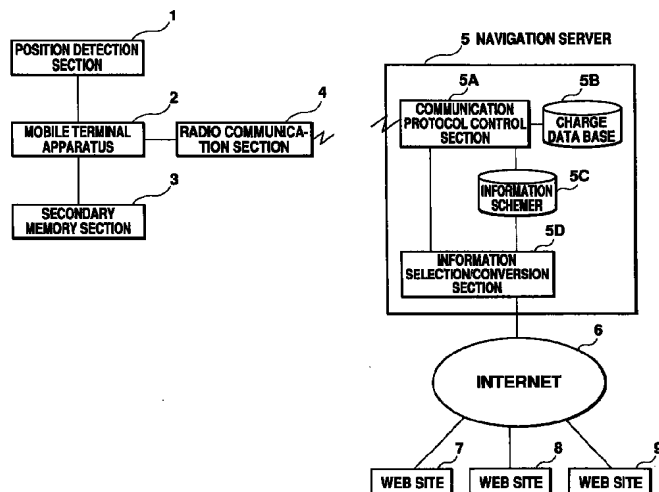 1
POSITION DETECTION
SECTION
2
MOBILE TERMINAL
APPARATUS
4
RADIO COMMUNICA-
TION SECTION
3
SECONDARY
MEMORY SECTION
5 NAVIGATION SERVER
5A
COMMUNICATION
PROTOCOL CONTROL
SECTION
5B
CHARGE
DATA BASE
INFORMATION
SCHEMER
5C
5D
INFORMATION
SELECTION/CONVERSION
SECTION
6
INTERNET
7
WEB SITE
8
WEB SITE
9
WEB SITE